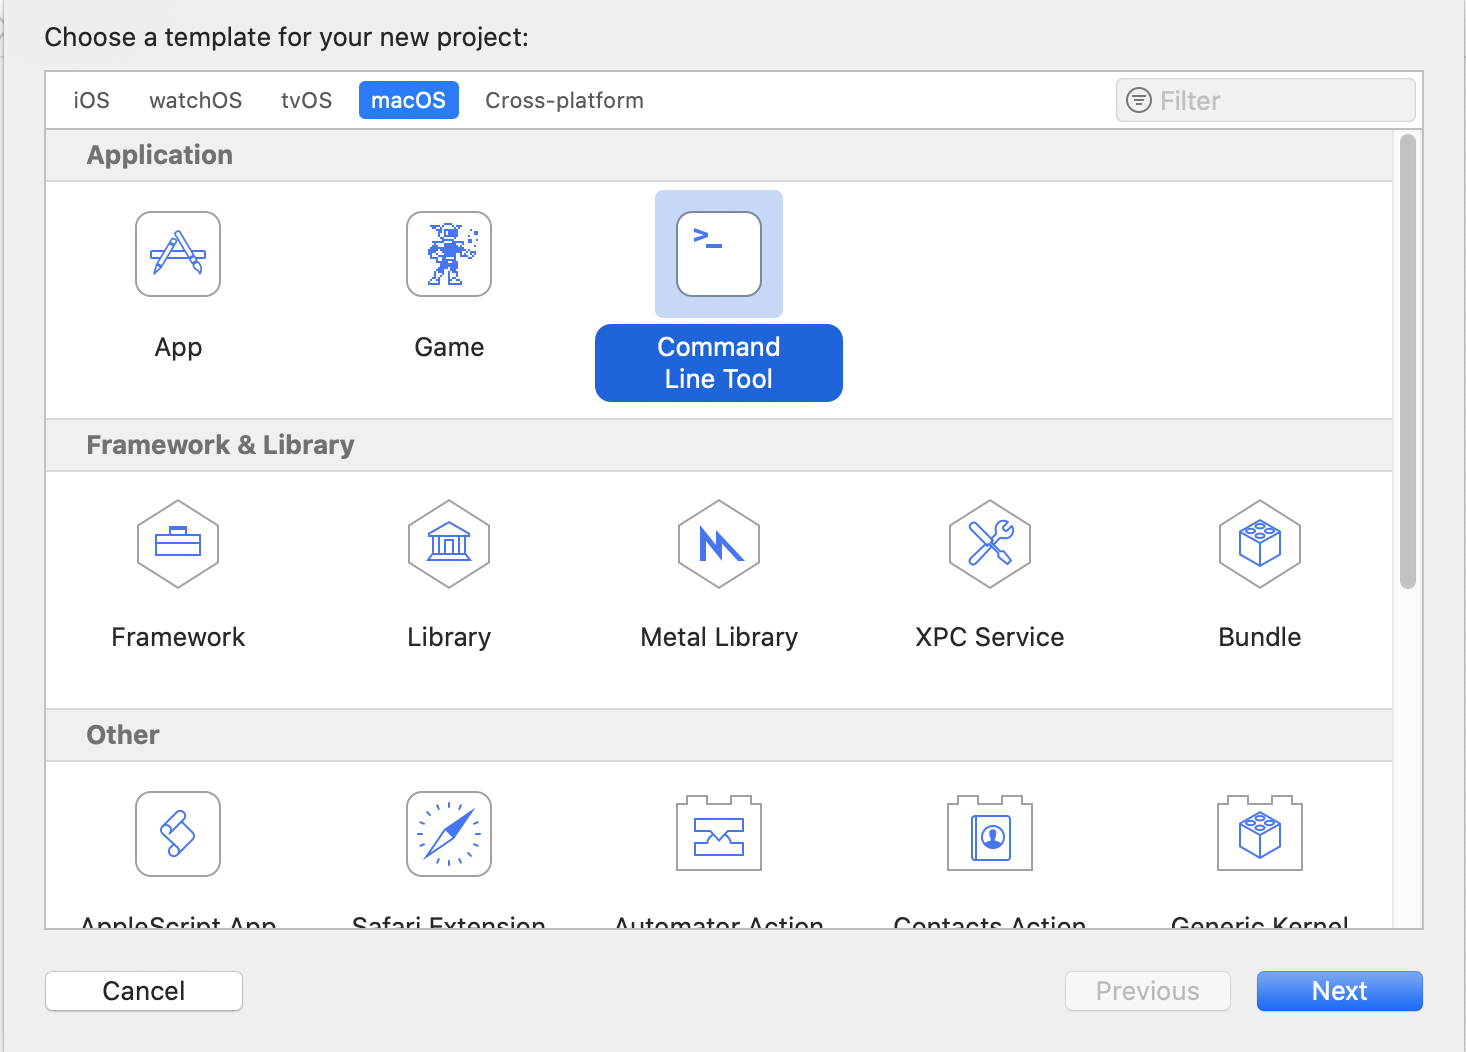 Choose a template for your new project:
iOS watchOS tvOS macOS Cross-platform Filter
Application
>_
App Game Command
Line Tool
Framework & Library
Framework Library Metal Library XPC Service Bundle
Other
AppleScript App Safari Extension Automator Action Contacts Action Generic Kernel
Cancel Previous Next